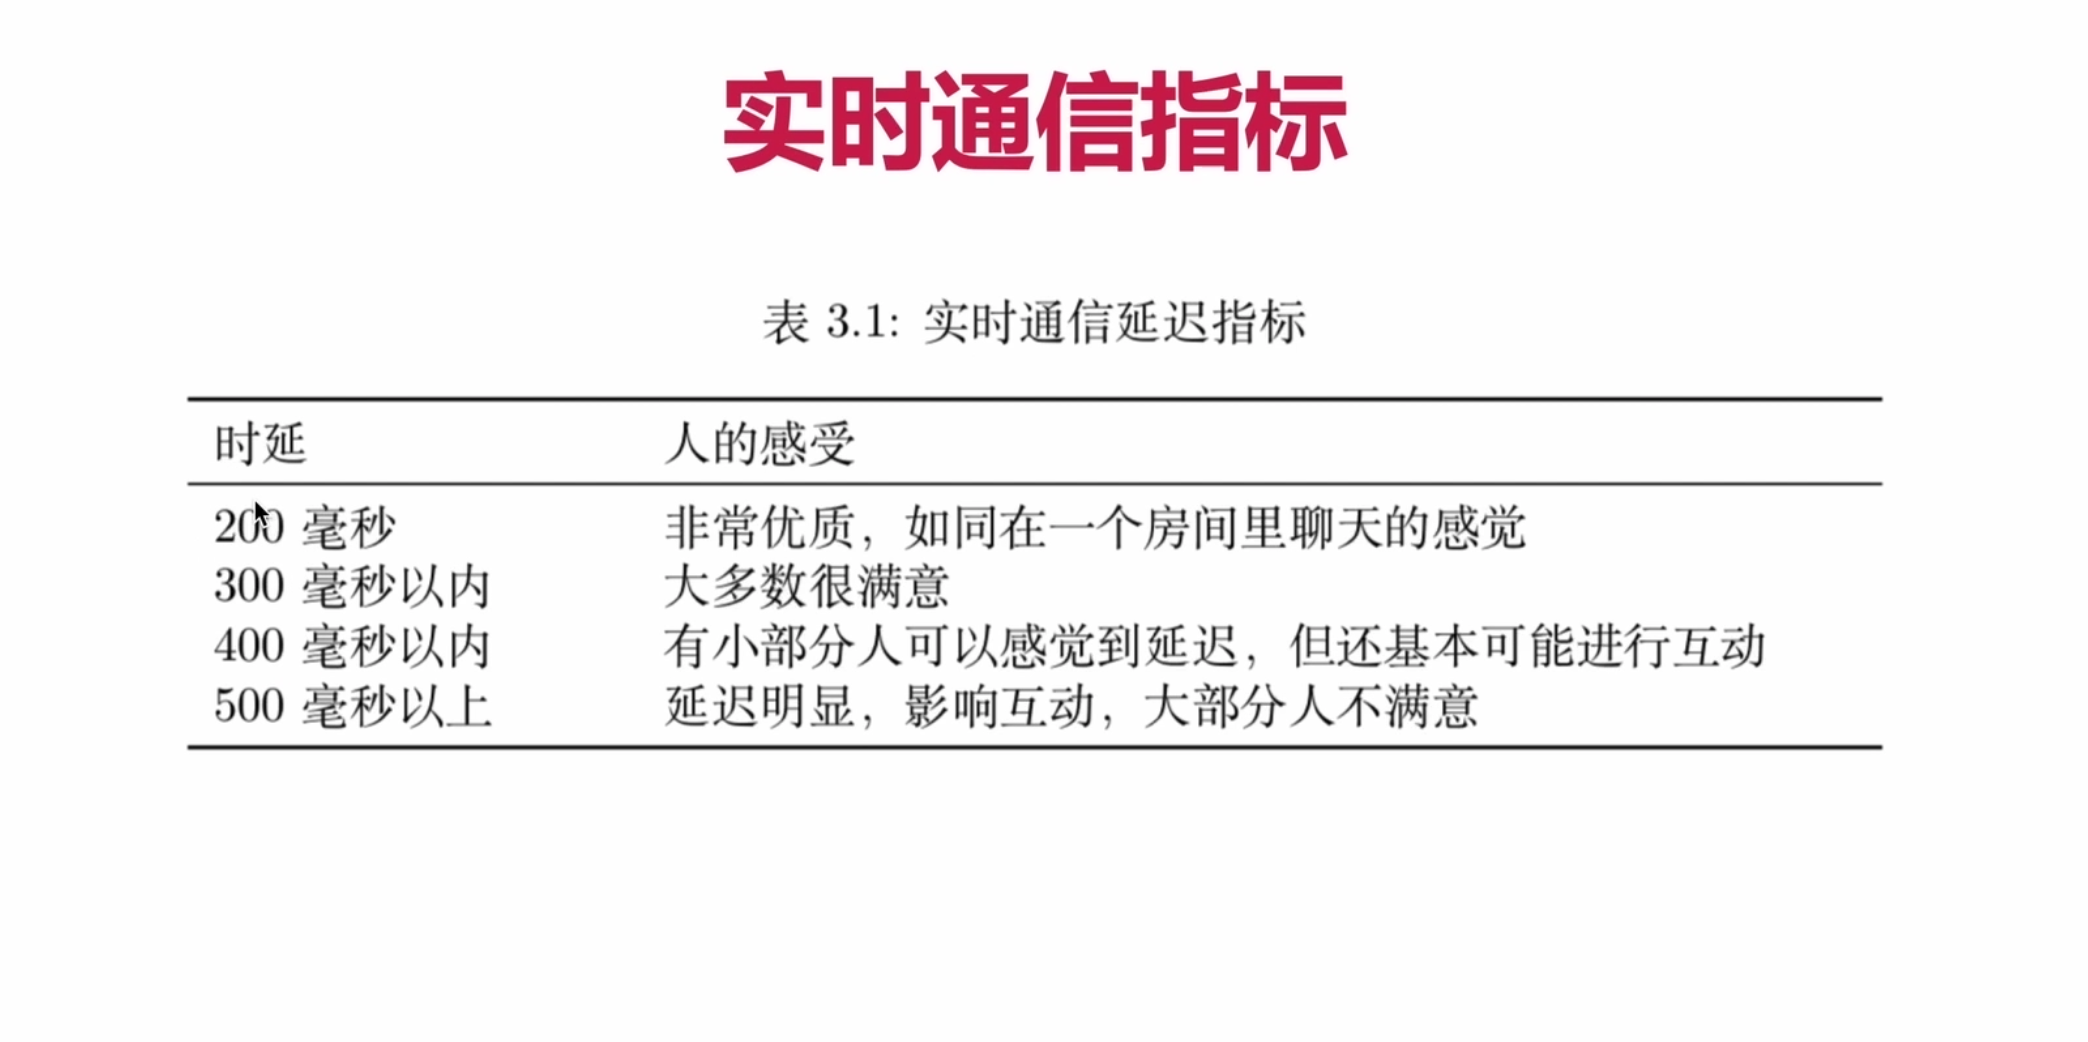 实时通信指标
表 3.1: 实时通信延迟指标
时延 人的感受
200 毫秒 非常优质，如同在一个房间里聊天的感觉
300 毫秒以内 大多数很满意
400 毫秒以内 有小部分人可以感觉到延迟，但还基本可能进行互动
500 毫秒以上 延迟明显，影响互动，大部分人不满意